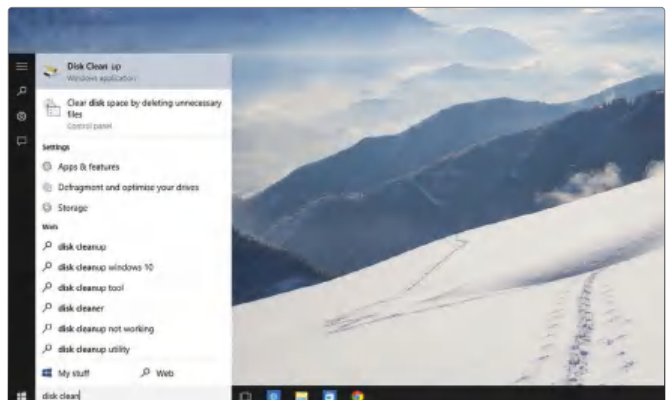 Disk Clean up
Windows application
Clear disk space by deleting unnecessary
files
Control panel
Settings
Apps & features
Defragment and optimise your drives
Storage
Web
disk cleanup
disk cleanup windows 10
disk cleanup tool
disk cleaner
disk cleanup not working
disk cleanup utility
My stuff
Web
disk clean